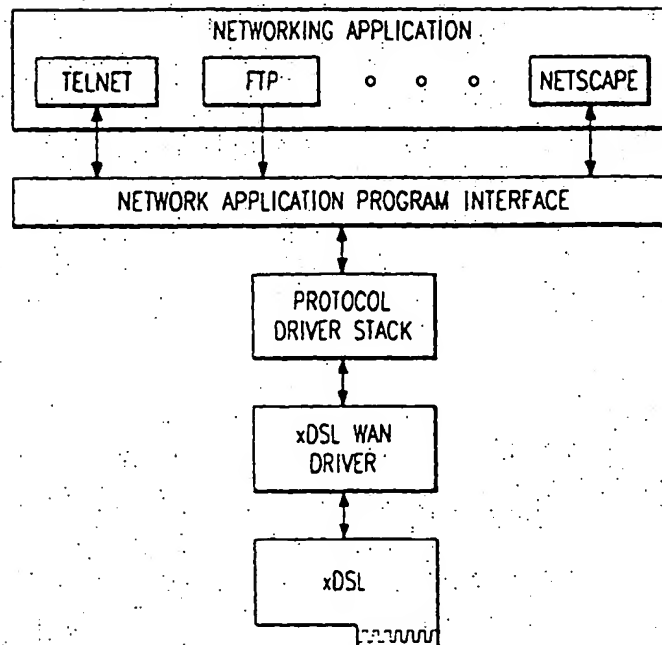 NETWORKING APPLICATION
TELNET
FTP
NETSCAPE
NETWORK APPLICATION PROGRAM INTERFACE
PROTOCOL
DRIVER STACK
xDSL WAN
DRIVER
xDSL